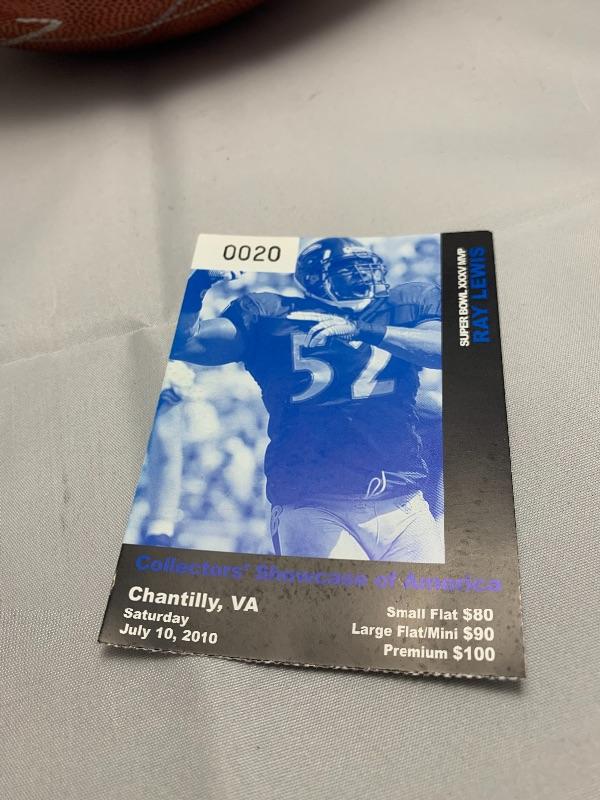 0020
SUPER BOWL XXXV MVP
RAY LEWIS
52
Collectors' Showcase of America
Chantilly, VA
Saturday
July 10, 2010
Small Flat $80
Large Flat/Mini $90
Premium $100